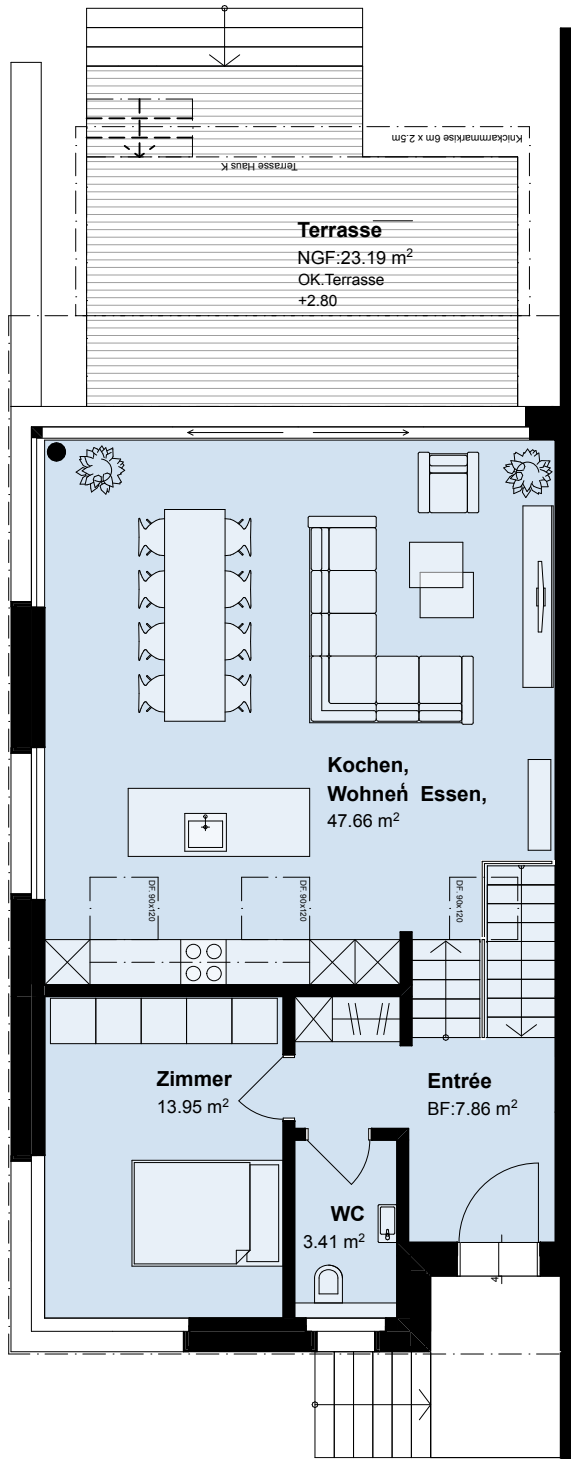 Knickarmmarkise 6m x 2.5m
Terrasse Haus K
Terrasse
NGF:23.19 m²
OK.Terrasse
+2.80
Kochen,
Wohnen Essen,
47.66 m²
DF. 90x120
DF. 90x120
DF. 90x120
Zimmer
13.95 m²
Entrée
BF:7.86 m²
WC
3.41 m²
4